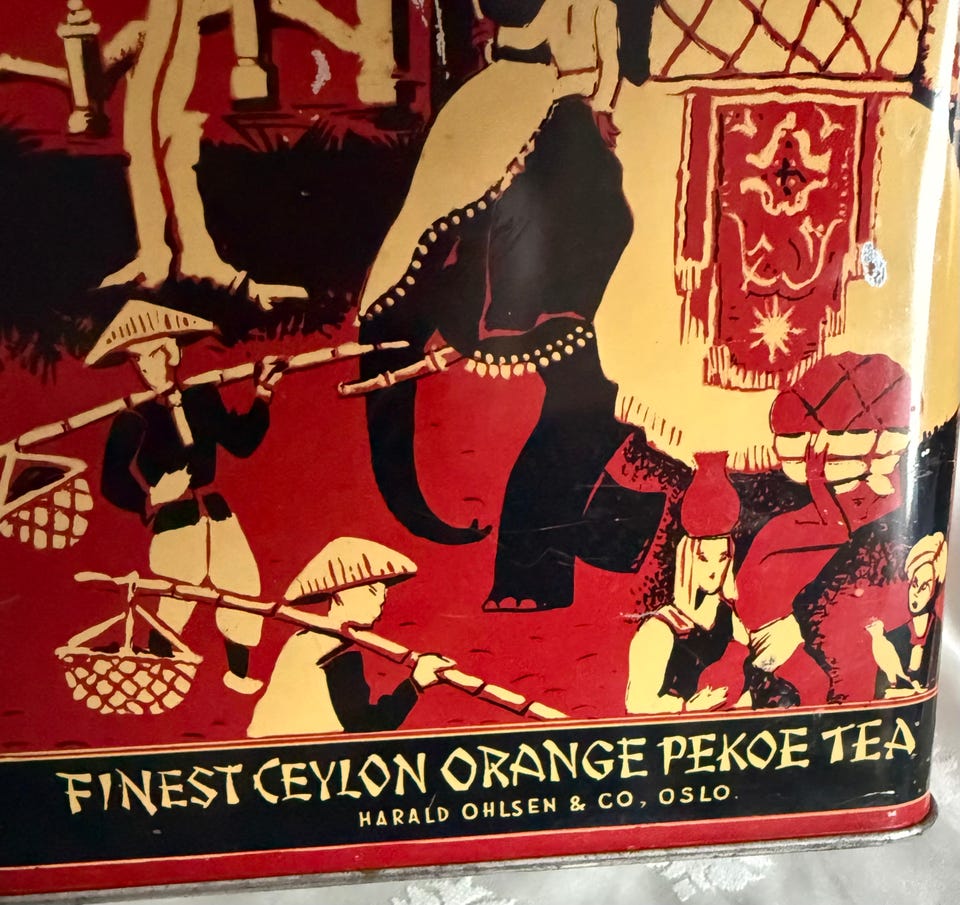 FINEST CEYLON ORANGE PEKOE TEA
HARALD OHLSEN & CO, OSLO.